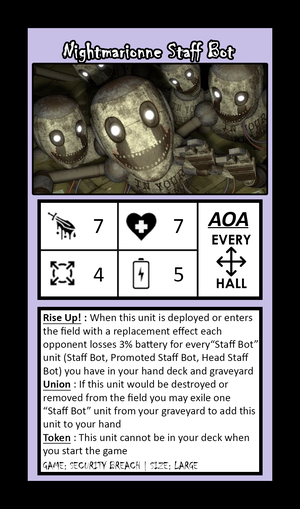 Nightmarionne Staff Bot
7 7 AOA
EVERY
4 5 HALL
Rise Up! : When this unit is deployed or enters
the field with a replacement effect each
opponent losses 3% battery for every“Staff Bot”
unit (Staff Bot, Promoted Staff Bot, Head Staff
Bot) you have in your hand deck and graveyard
Union : If this unit would be destroyed or
removed from the field you may exile one
“Staff Bot” unit from your graveyard to add this
unit to your hand
Token : This unit cannot be in your deck when
you start the game
GAME: SECURITY BREACH | SIZE: LARGE